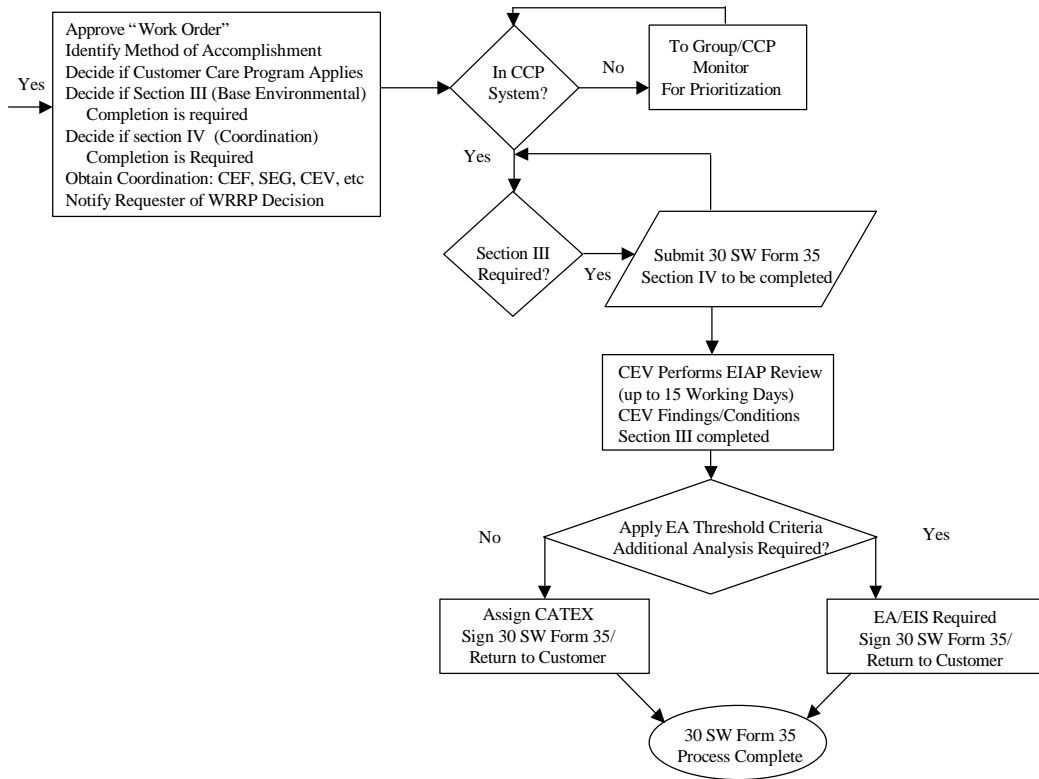 Yes
Approve “Work Order”
Identify Method of Accomplishment
Decide if Customer Care Program Applies
Decide if Section III (Base Environmental)
Completion is required
Decide if section IV (Coordination)
Completion is Required
Obtain Coordination: CEF, SEG, CEV, etc
Notify Requester of WRRP Decision
In CCP
System?
No
To Group/CCP
Monitor
For Prioritization
Yes
Section III
Required?
Yes
Submit 30 SW Form 35
Section IV to be completed
CEV Performs EIAP Review
(up to 15 Working Days)
CEV Findings/Conditions
Section III completed
No
Apply EA Threshold Criteria
Additional Analysis Required?
Yes
Assign CATEX
Sign 30 SW Form 35/
Return to Customer
EA/EIS Required
Sign 30 SW Form 35/
Return to Customer
30 SW Form 35
Process Complete